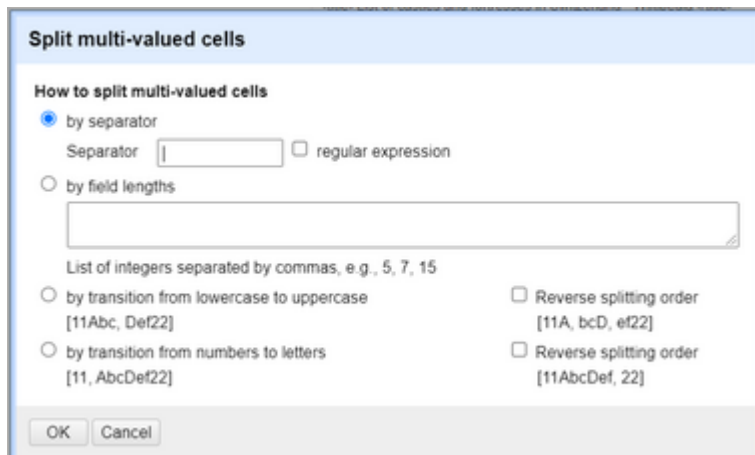 Split multi-valued cells
How to split multi-valued cells
by separator
Separator | regular expression
by field lengths
List of integers separated by commas, e.g., 5, 7, 15
by transition from lowercase to uppercase Reverse splitting order
[11Abc, Def22] [11A, bcD, ef22]
by transition from numbers to letters Reverse splitting order
[11, AbcDef22] [11AbcDef, 22]
OK Cancel